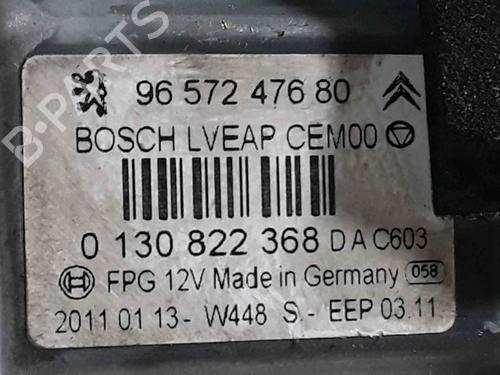 96 572 476 80
BOSCH LVEAP CEM00
0 130 822 368 DA C603
FPG 12V Made in Germany 058
2011 01 13- W448 S - EEP 03.11
B-PARTS